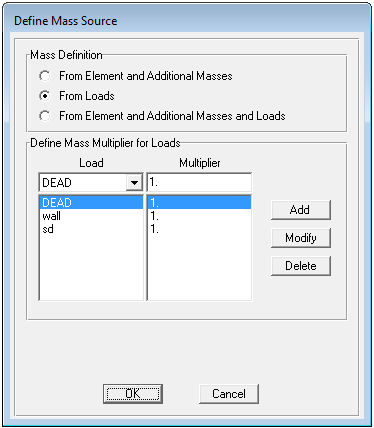 Define Mass Source
Mass Definition
From Element and Additional Masses
From Loads
From Element and Additional Masses and Loads
Define Mass Multiplier for Loads
Load Multiplier
DEAD 1.
DEAD 1.
wall 1.
sd 1.
Add
Modify
Delete
OK Cancel